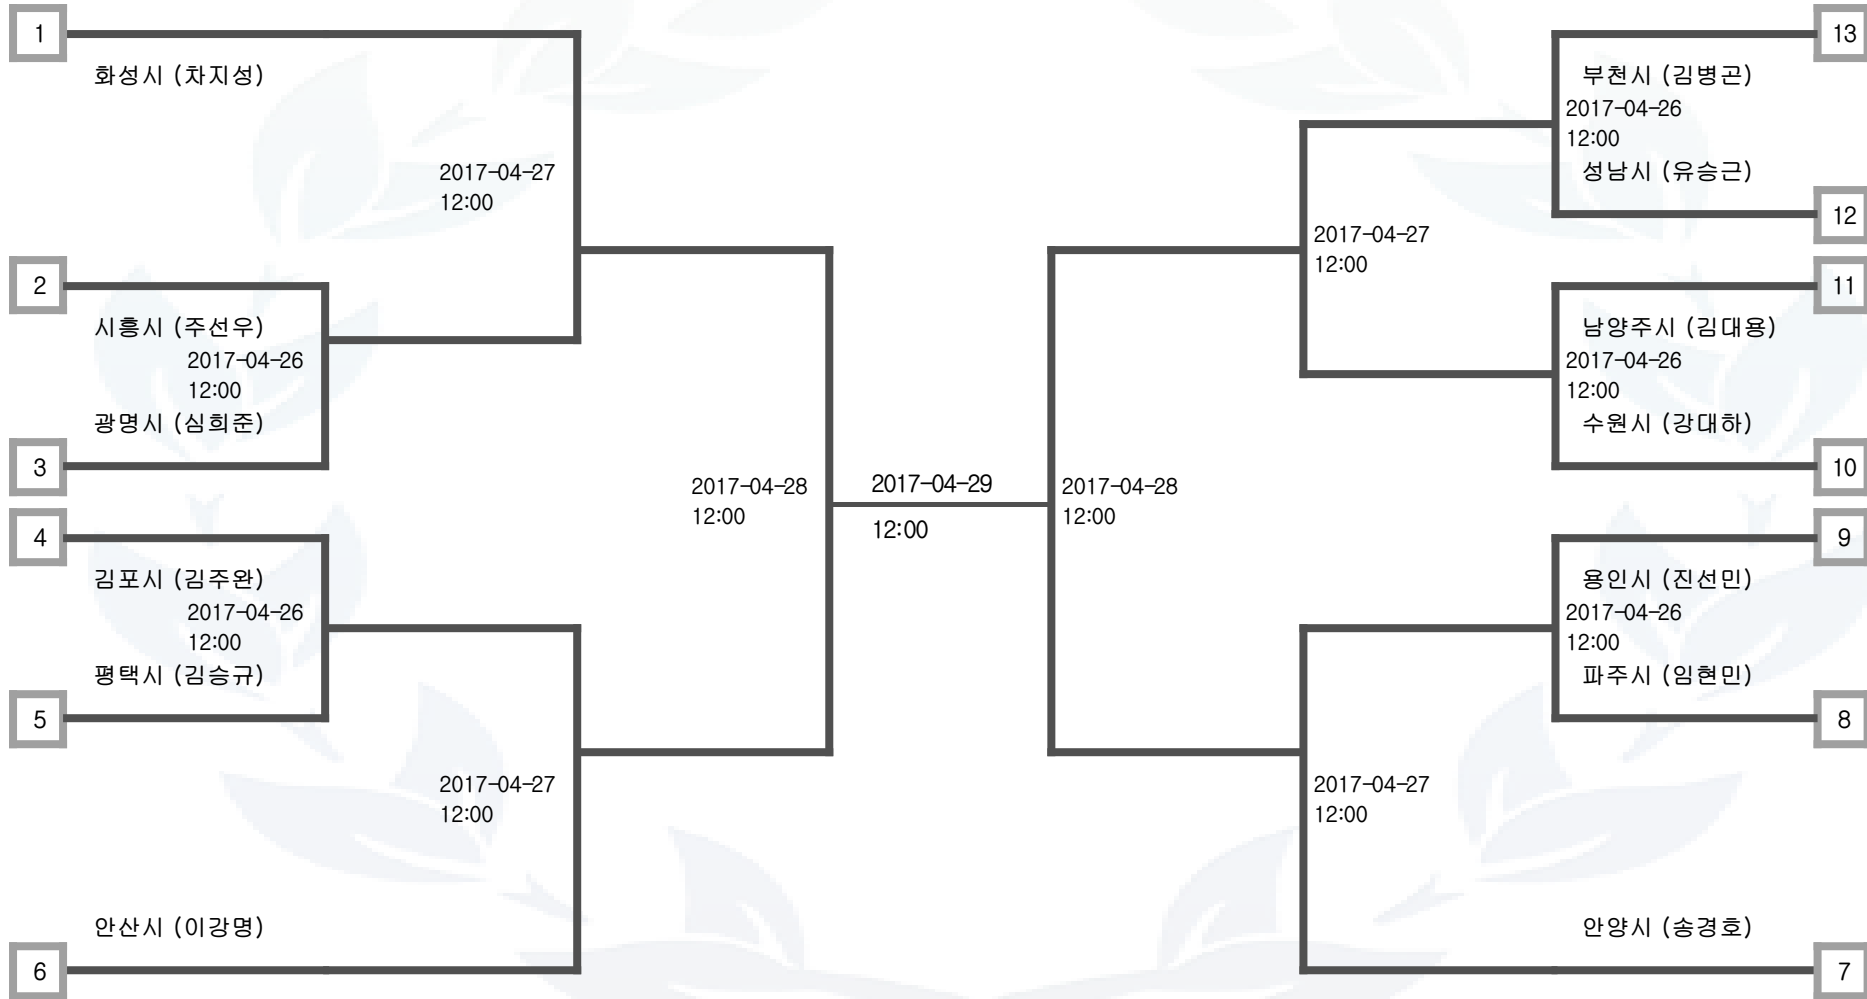 1
화성시 (차지성)
2017-04-27
12:00
2
시흥시 (주선우)
2017-04-26
12:00
광명시 (심희준)
3
4
김포시 (김주완)
2017-04-26
12:00
평택시 (김승규)
5
2017-04-27
12:00
안산시 (이강명)
6
2017-04-28
12:00
2017-04-29
12:00
2017-04-28
12:00
13
부천시 (김병곤)
2017-04-26
12:00
성남시 (유승근)
12
2017-04-27
12:00
11
남양주시 (김대용)
2017-04-26
12:00
수원시 (강대하)
10
9
용인시 (진선민)
2017-04-26
12:00
파주시 (임현민)
8
2017-04-27
12:00
안양시 (송경호)
7